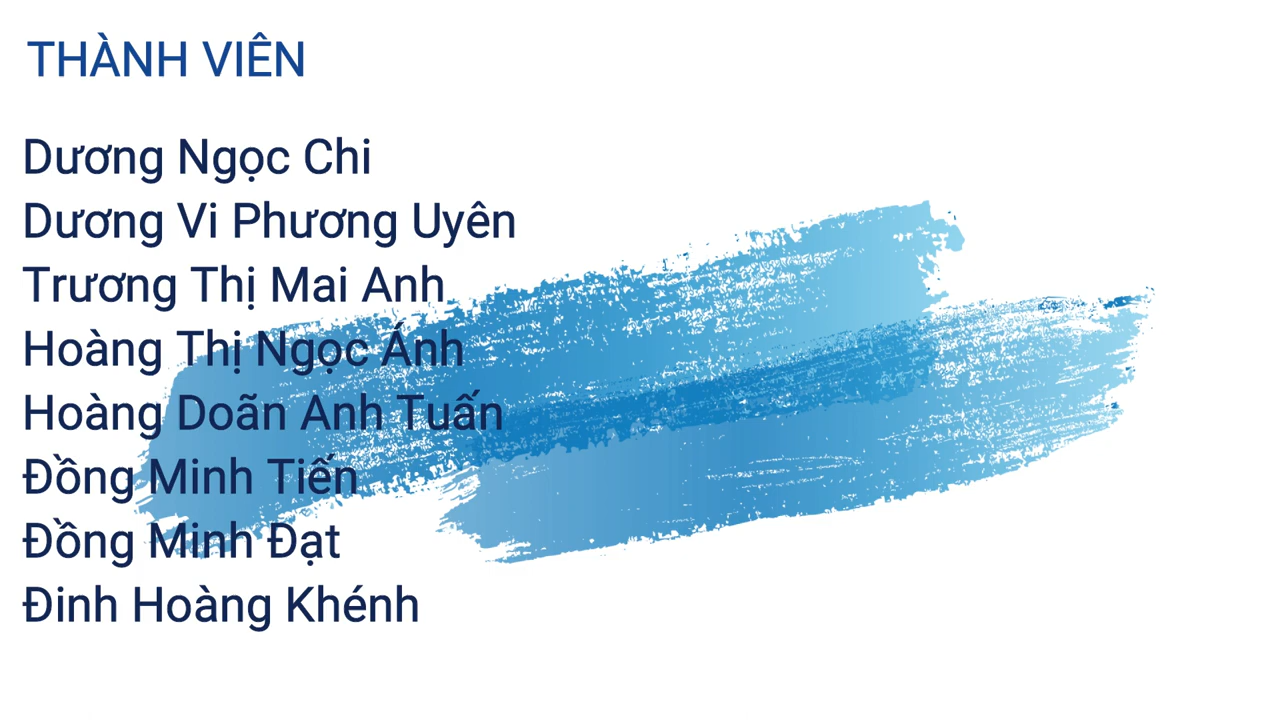 THÀNH VIÊN
Dương Ngọc Chi
Dương Vi Phương Uyên
Trương Thị Mai Anh
Hoàng Thị Ngọc Ánh
Hoàng Doãn Anh Tuấn
Đồng Minh Tiến
Đồng Minh Đạt
Đinh Hoàng Khénh